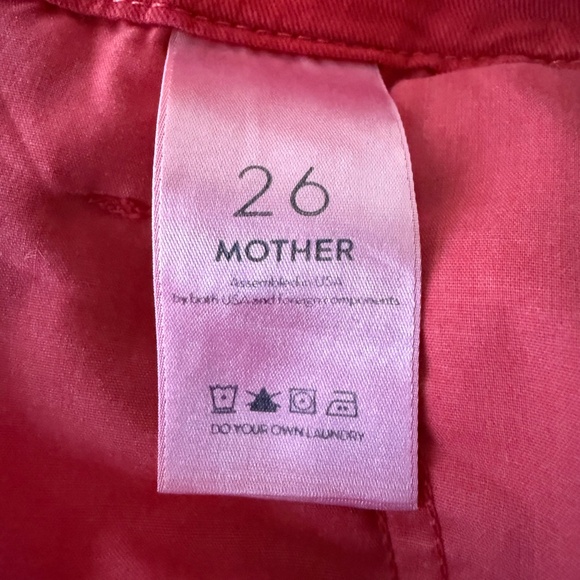 26
MOTHER
Assembled in USA
by both USA and foreign components
DO YOUR OWN LAUNDRY